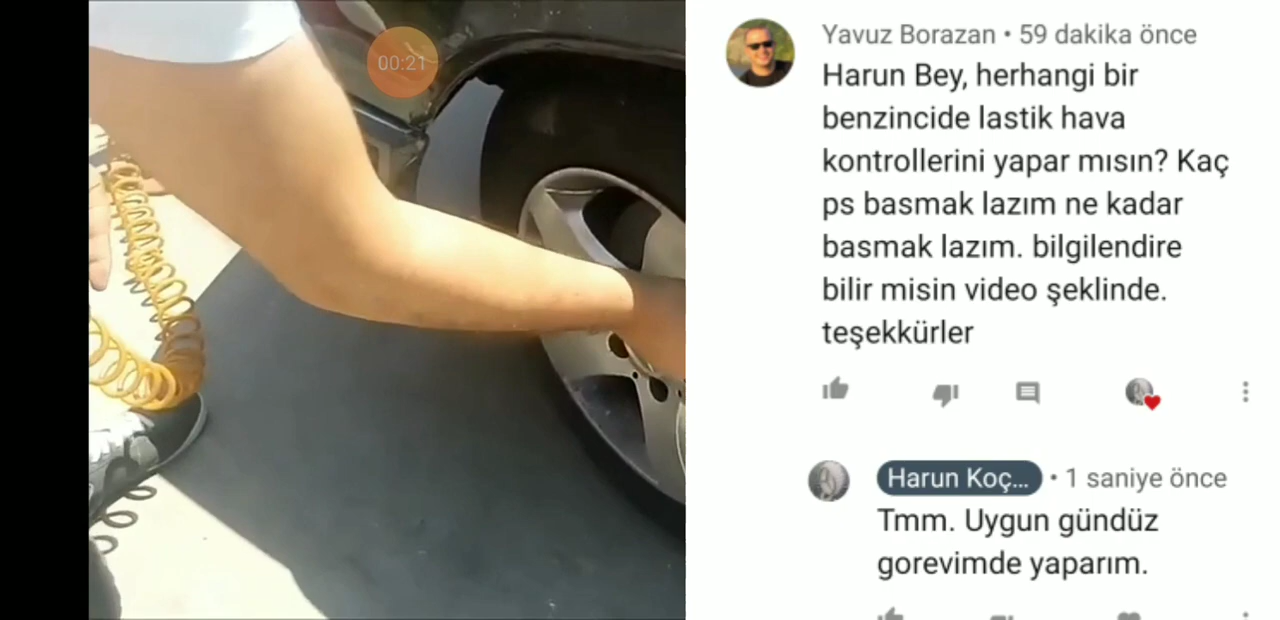 00:21
Yavuz Borazan • 59 dakika önce
Harun Bey, herhangi bir
benzincide lastik hava
kontrollerini yapar mısın? Kaç
ps basmak lazım ne kadar
basmak lazım. bilgilendire
bilir misin video şeklinde.
teşekkürler
Harun Koç... • 1 saniye önce
Tmm. Uygun gündüz
gorevimde yaparım.